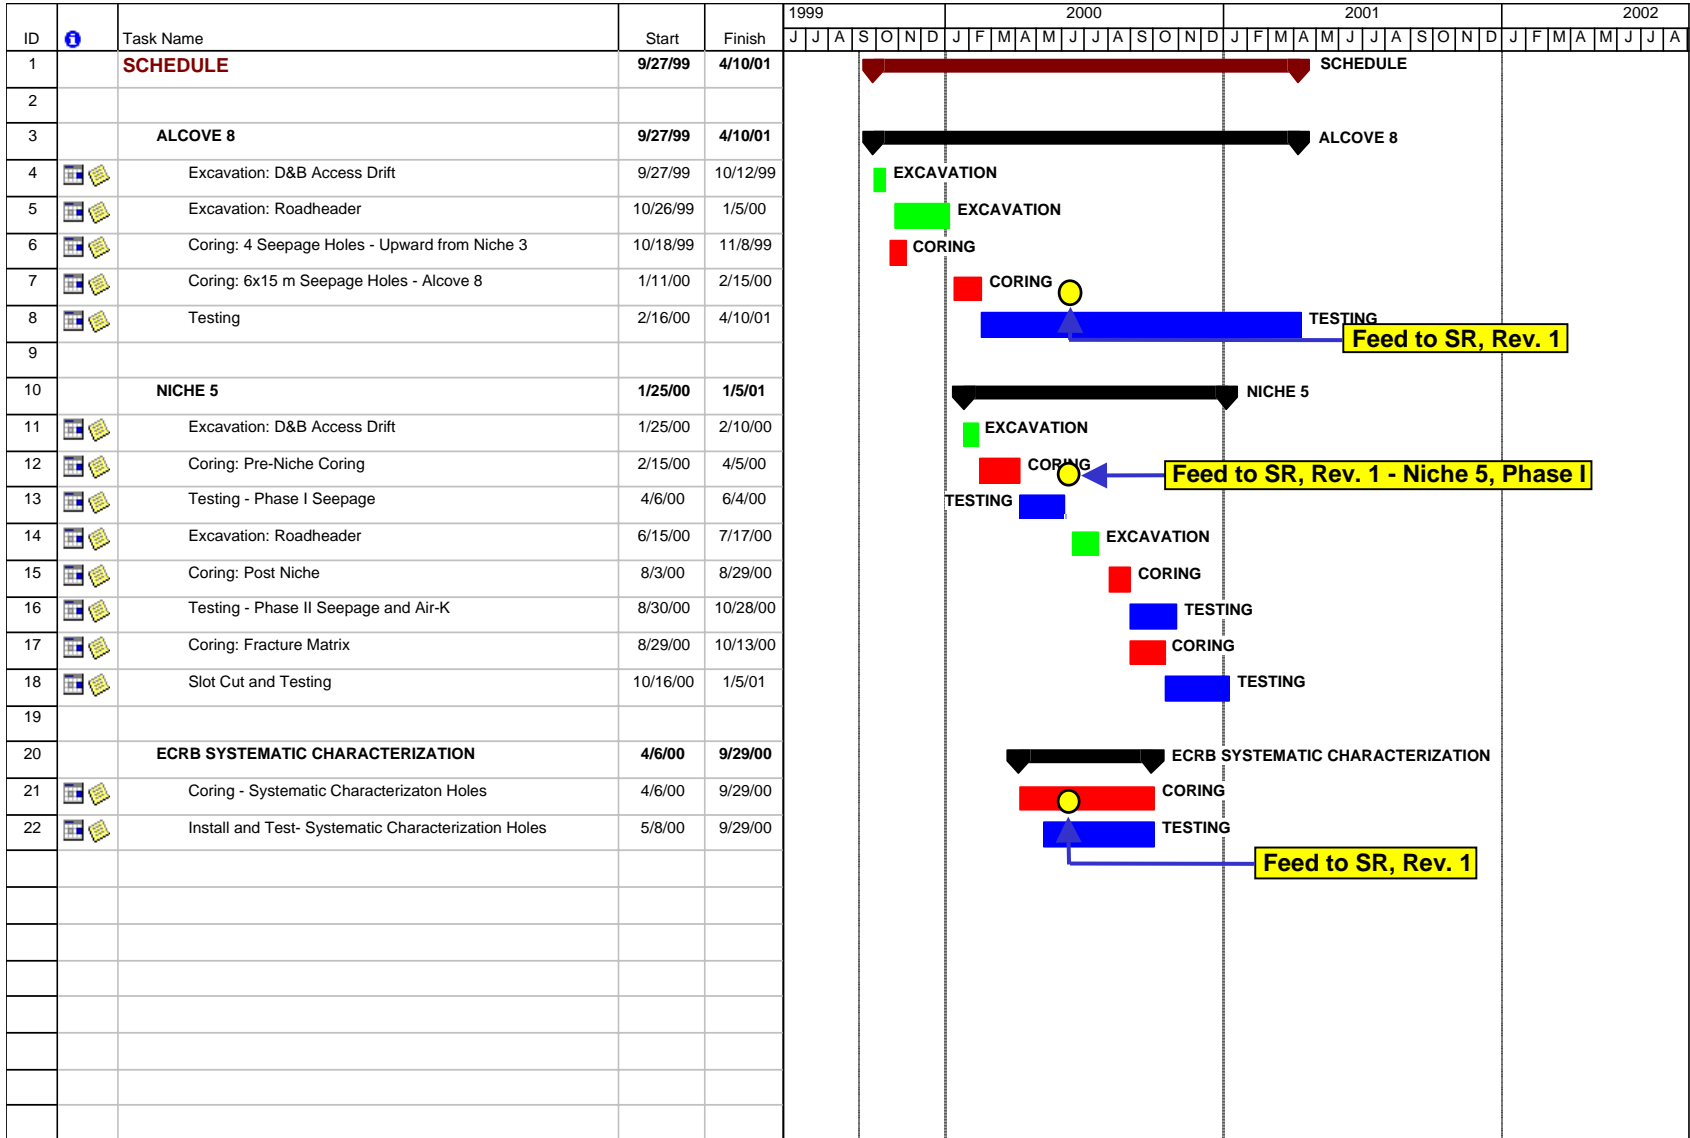 1999 2000 2001 2002
ID Task Name Start Finish J J A S O N D J F M A M J J A S O N D J F M A M J J A S O N D J F M A M J J A
1 SCHEDULE 9/27/99 4/10/01 SCHEDULE
2
3 ALCOVE 8 9/27/99 4/10/01 ALCOVE 8
4 Excavation: D&B Access Drift 9/27/99 10/12/99 EXCAVATION
5 Excavation: Roadheader 10/26/99 1/5/00 EXCAVATION
6 Coring: 4 Seepage Holes - Upward from Niche 3 10/18/99 11/8/99 CORING
7 Coring: 6x15 m Seepage Holes - Alcove 8 1/11/00 2/15/00 CORING
8 Testing 2/16/00 4/10/01 TESTING
Feed to SR, Rev. 1
9
10 NICHE 5 1/25/00 1/5/01 NICHE 5
11 Excavation: D&B Access Drift 1/25/00 2/10/00 EXCAVATION
12 Coring: Pre-Niche Coring 2/15/00 4/5/00 CORING
Feed to SR, Rev. 1 - Niche 5, Phase I
13 Testing - Phase I Seepage 4/6/00 6/4/00 TESTING
14 Excavation: Roadheader 6/15/00 7/17/00 EXCAVATION
15 Coring: Post Niche 8/3/00 8/29/00 CORING
16 Testing - Phase II Seepage and Air-K 8/30/00 10/28/00 TESTING
17 Coring: Fracture Matrix 8/29/00 10/13/00 CORING
18 Slot Cut and Testing 10/16/00 1/5/01 TESTING
19
20 ECRB SYSTEMATIC CHARACTERIZATION 4/6/00 9/29/00 ECRB SYSTEMATIC CHARACTERIZATION
21 Coring - Systematic Characterizaton Holes 4/6/00 9/29/00 CORING
22 Install and Test- Systematic Characterization Holes 5/8/00 9/29/00 TESTING
Feed to SR, Rev. 1